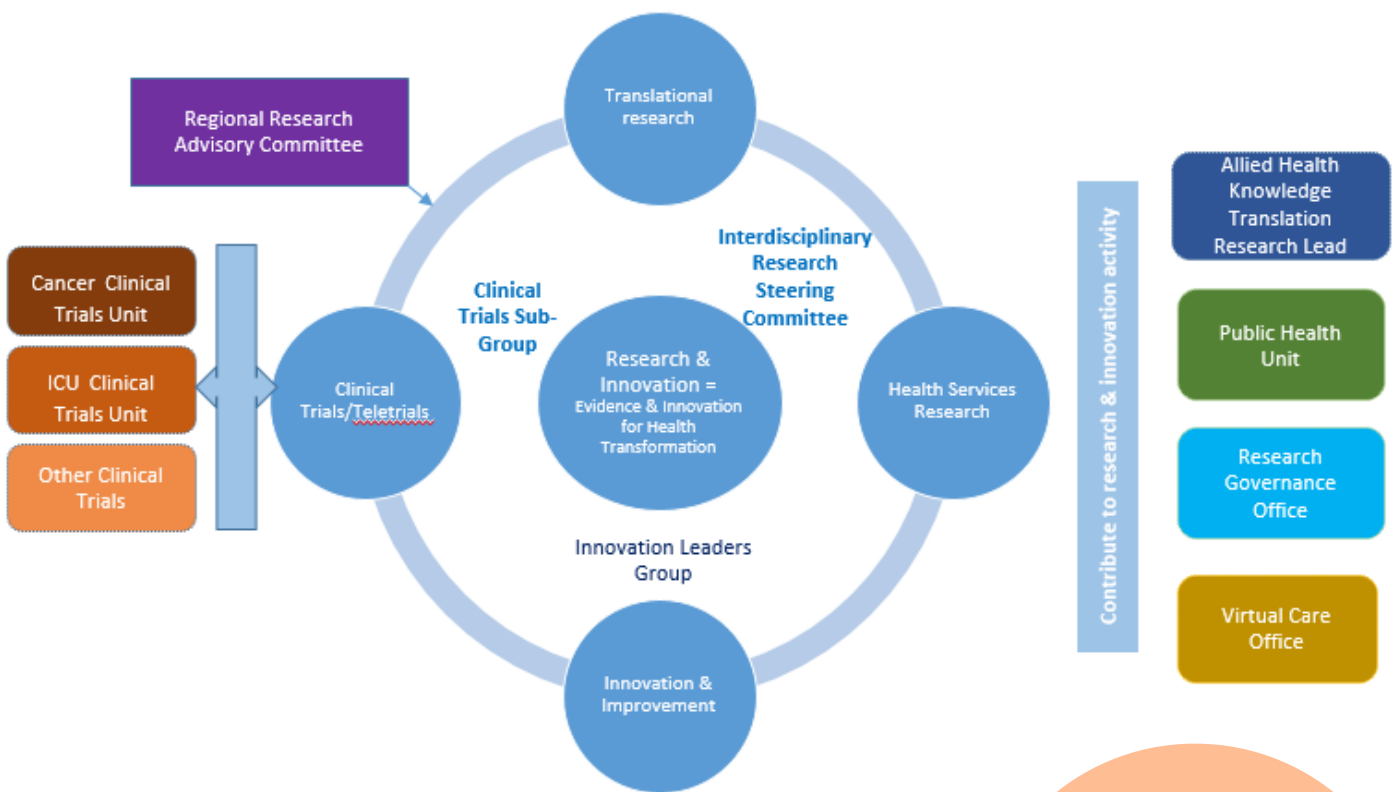 Translational
research
Regional Research
Advisory Committee
Allied Health
Knowledge
Translation
Research Lead
Interdisciplinary
Research
Steering
Committee
Clinical
Trials Sub-
Group
Cancer Clinical
Trials Unit
ICU Clinical
Trials Unit
Other Clinical
Trials
Clinical
Trials/Teletrials
Research &
Innovation =
Evidence & Innovation
for Health
Transformation
Health Services
Research
Contribute to research & innovation activity
Public Health
Unit
Research
Governance
Office
Virtual Care
Office
Innovation Leaders
Group
Innovation &
Improvement